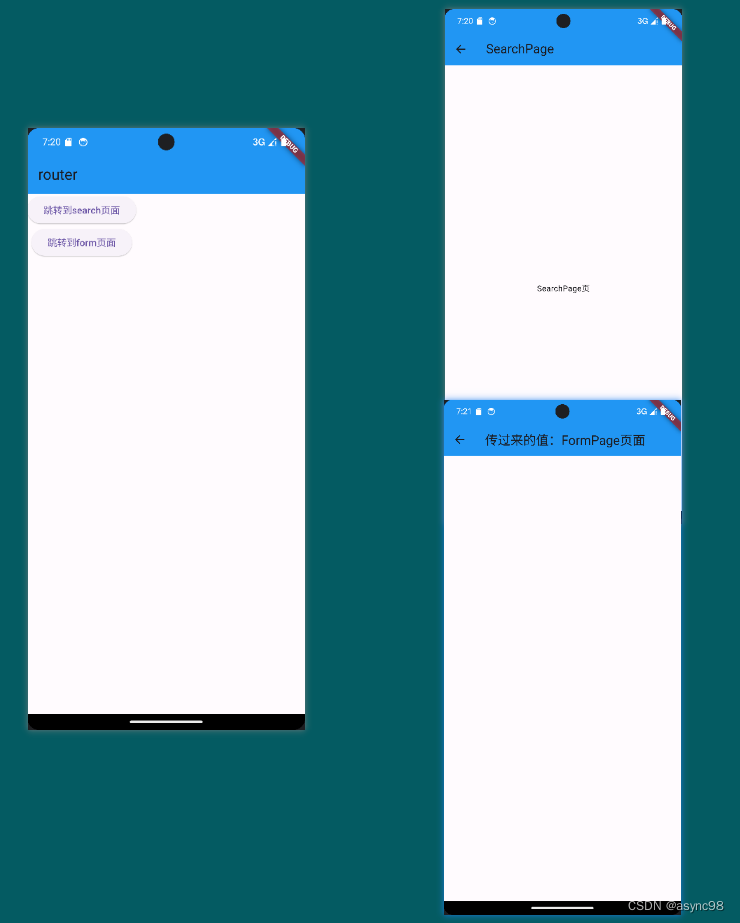 7:20
3G
DEBUG
router
跳转到search页面
跳转到form页面
7:20
3G
DEBUG
SearchPage
SearchPage页
7:21
3G
DEBUG
传过来的值：FormPage页面
CSDN @async98